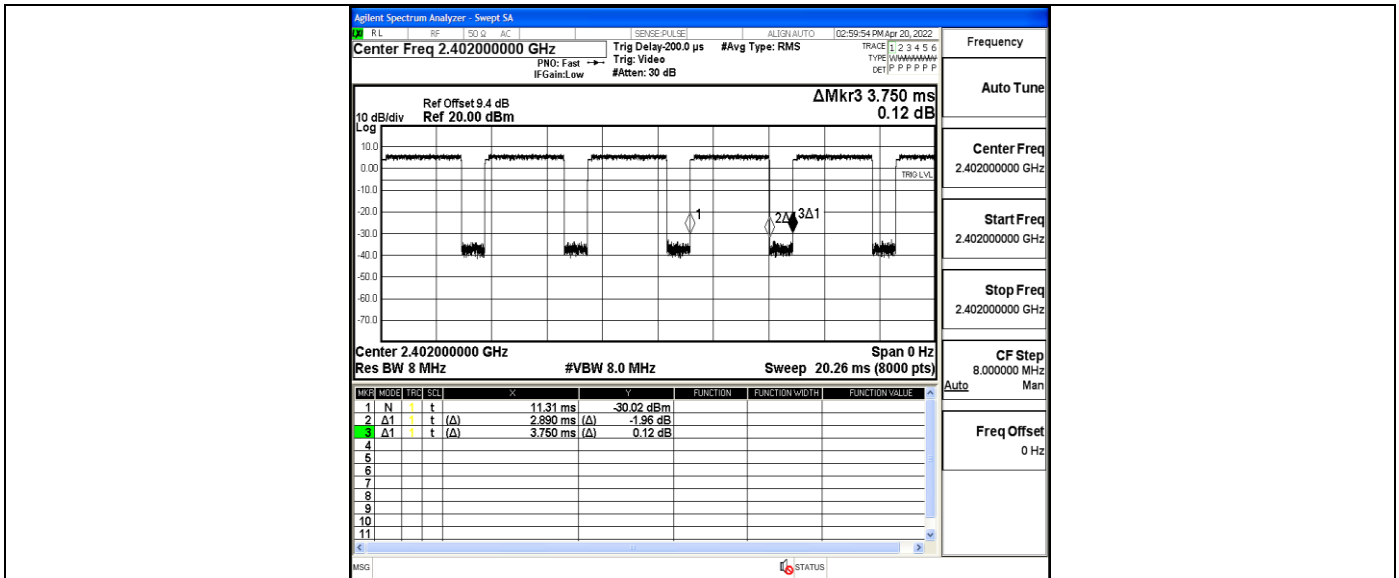 Agilent Spectrum Analyzer - Swept SA
RL RF 50 Ω AC SENSE:PULSE ALIGN AUTO 02:59:54 PM Apr 20, 2022
Center Freq 2.402000000 GHz
PNO: Fast
IFGain:Low
Trig Delay-200.0 µs
Trig: Video
#Atten: 30 dB
#Avg Type: RMS
TRACE 1 2 3 4 5 6
TYPE WWWWWW
DET P P P P P P
Frequency
Auto Tune
ΔMkr3 3.750 ms
0.12 dB
Ref Offset 9.4 dB
10 dB/div Ref 20.00 dBm
Log
10.0
0.00
-10.0
-20.0
-30.0
-40.0
-50.0
-60.0
-70.0
TRIG LVL
1
3Δ1
Center Freq
2.402000000 GHz
Start Freq
2.402000000 GHz
Stop Freq
2.402000000 GHz
Center 2.402000000 GHz Span 0 Hz
Res BW 8 MHz #VBW 8.0 MHz Sweep 20.26 ms (8000 pts)
CF Step
8.000000 MHz
Auto Man
Freq Offset
0 Hz
MKR MODE TRC SCL X Y FUNCTION FUNCTION WIDTH FUNCTION VALUE
1 N 1 t 11.31 ms -30.02 dBm
2 Δ1 1 t (Δ) 2.890 ms (Δ) -1.96 dB
3 Δ1 1 t (Δ) 3.750 ms (Δ) 0.12 dB
4
5
6
7
8
9
10
11
MSG STATUS